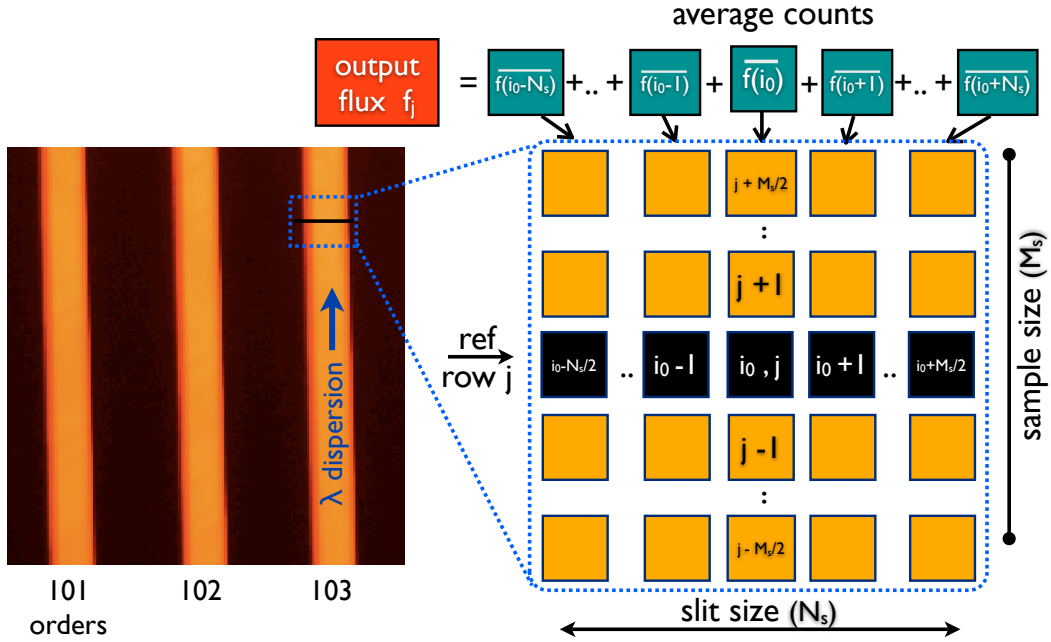 average counts
output
flux fj
= f(i0-Ns) +.. + f(i0-1) + f(i0) + f(i0+1) +.. + f(i0+Ns)
j + Ms/2
:
j +1
ref
row j
i0-Ns/2 .. i0 -1 i0 , j i0 +1 .. i0+Ms/2
j -1
:
j - Ms/2
sample size (Ms)
slit size (Ns)
λ dispersion
101 102 103
orders